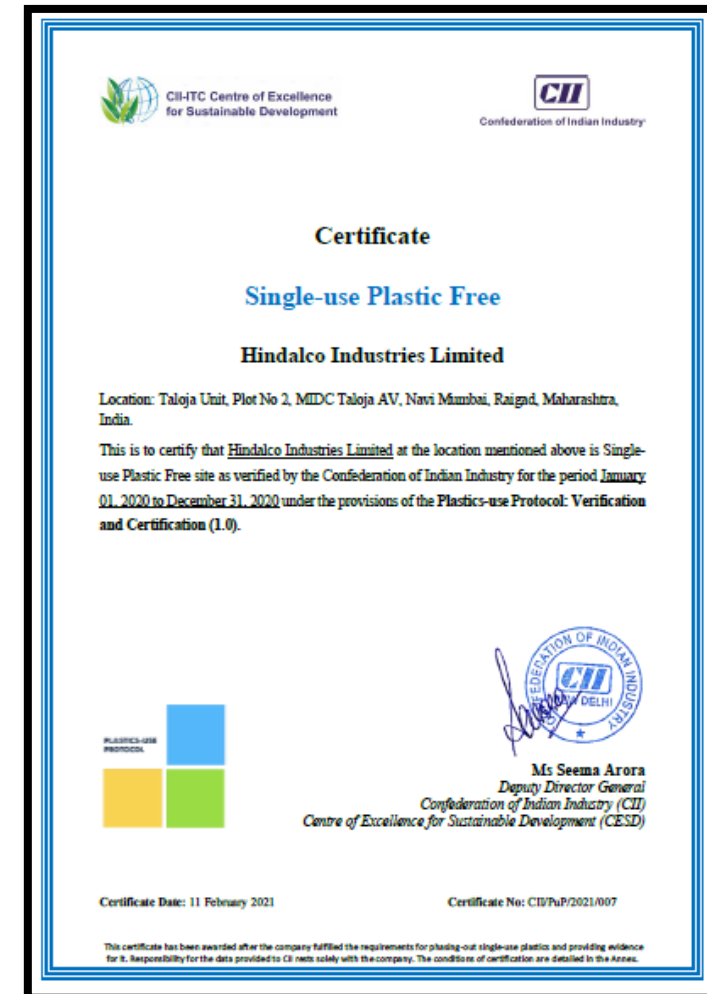 CII-ITC Centre of Excellence
for Sustainable Development
CII
Confederation of Indian Industry
Certificate
Single-use Plastic Free
Hindalco Industries Limited
Location: Taloja Unit, Plot No 2, MIDC Taloja AV, Navi Mumbai, Raigad, Maharashtra,
India.
This is to certify that Hindalco Industries Limited at the location mentioned above is Single-
use Plastic Free site as verified by the Confederation of Indian Industry for the period January
01, 2020 to December 31, 2020 under the provisions of the Plastics-use Protocol: Verification
and Certification (1.0).
CONFEDERATION OF INDIAN INDUSTRY
CII
NEW DELHI
PLASTICS-USE
PROTOCOL
Ms Seema Arora
Deputy Director General
Confederation of Indian Industry (CII)
Centre of Excellence for Sustainable Development (CESD)
Certificate Date: 11 February 2021
Certificate No: CII/PuP/2021/007
This certificate has been awarded after the company fulfilled the requirements for phasing-out single-use plastics and providing evidence
for it. Responsibility for the data provided to CII rests solely with the company. The conditions of certification are detailed in the Annex.